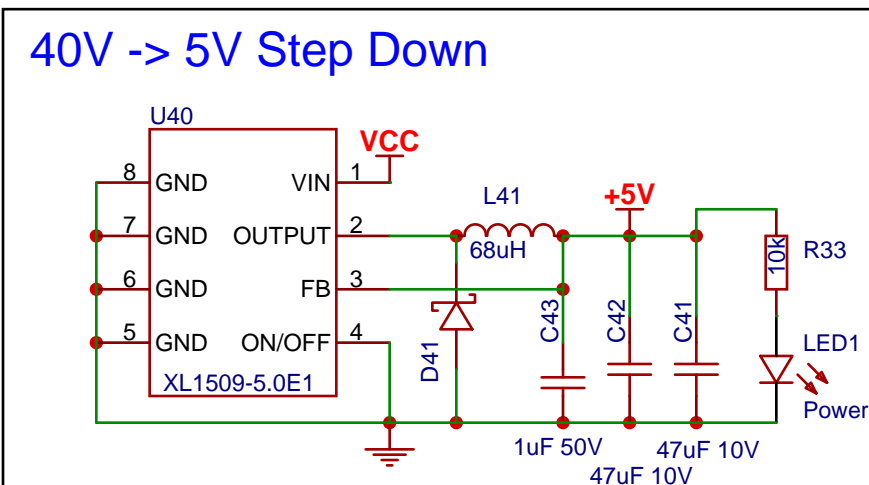 40V -> 5V Step Down
U40
VCC
8 GND VIN 1
L41
+5V
7 GND OUTPUT 2
68uH
10k
R33
6 GND FB 3
C43
C42
C41
5 GND ON/OFF 4
D41
LED1
XL1509-5.0E1
Power
1uF 50V
47uF 10V
47uF 10V